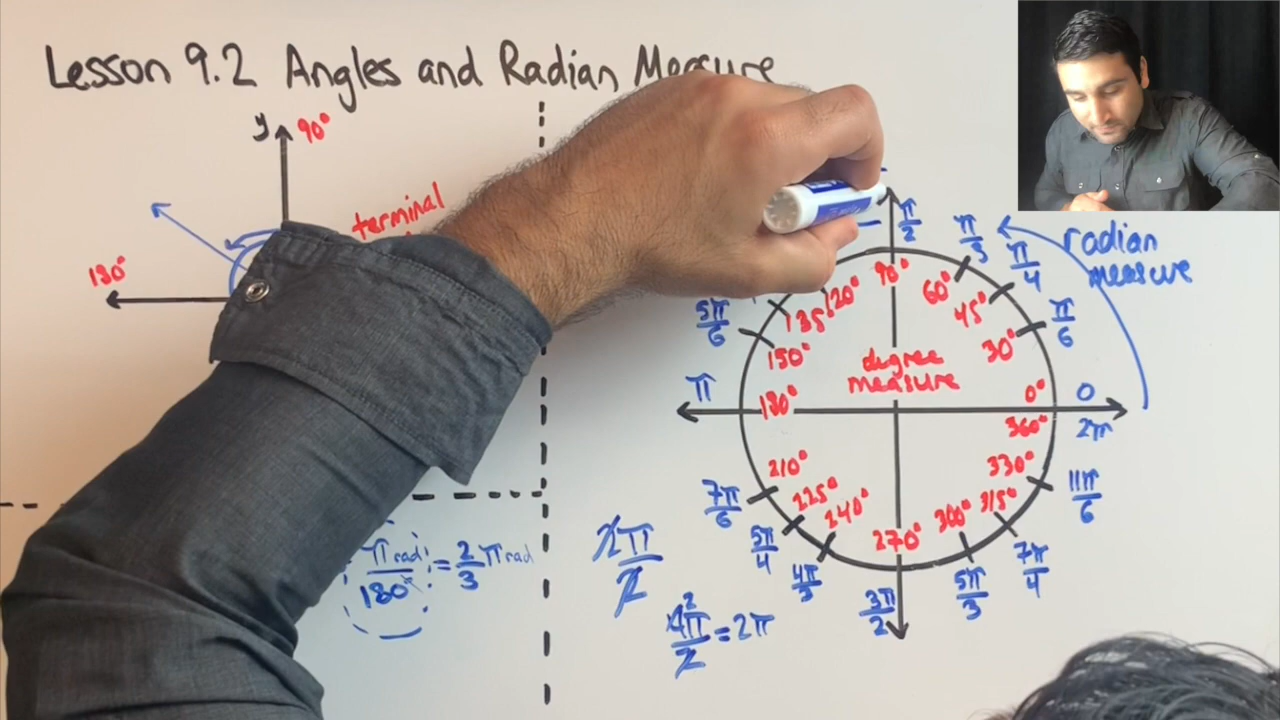 Lesson 9.2 Angles and Radian Measure
y
90°
terminal
180°
π rad
180°
= 2/3 π rad
2π/2
4π/2 = 2π
2
radian
measure
degree
measure
π/2
π/3
π/4
π/6
0
2π
11π/6
7π/4
5π/3
3π/2
4π/3
5π/4
7π/6
π
5π/6
90°
60°
45°
30°
0°
360°
330°
315°
300°
270°
240°
225°
210°
180°
150°
135°
120°